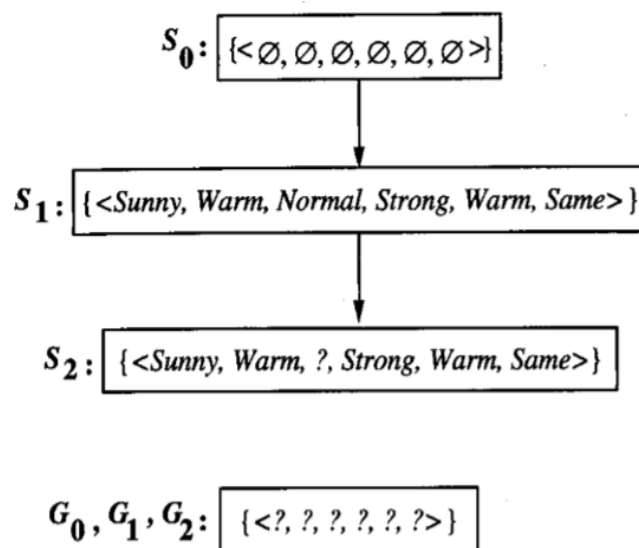 S0: {<∅, ∅, ∅, ∅, ∅, ∅>}
S1: {<Sunny, Warm, Normal, Strong, Warm, Same>}
S2: {<Sunny, Warm, ?, Strong, Warm, Same>}
G0, G1, G2: {<?, ?, ?, ?, ?, ?>}